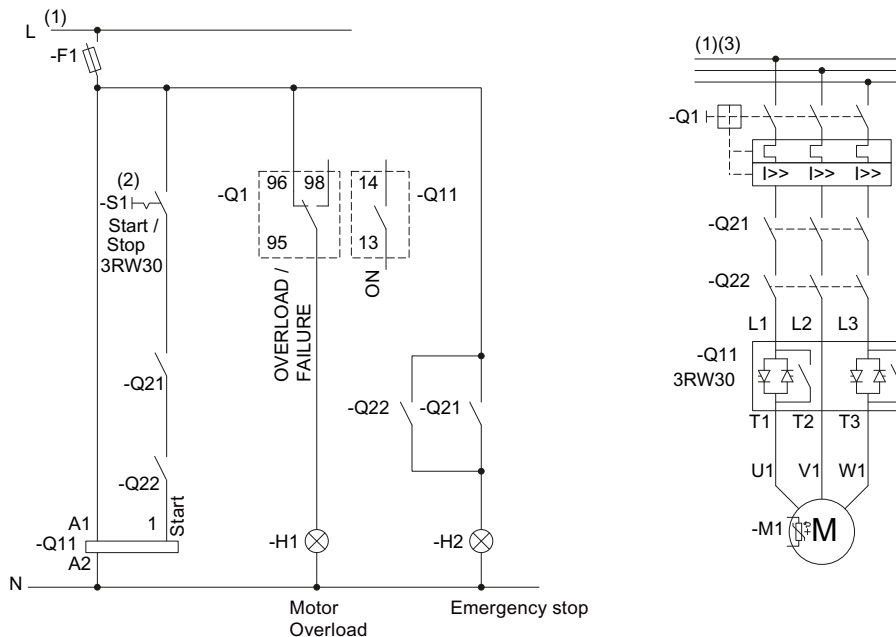 (1)
L
-F1
(2)
-S1
Start /
Stop
3RW30
-Q21
-Q22
A1
1
Start
-Q11
A2
N
-Q1
96
98
95
OVERLOAD /
FAILURE
14
13
-Q11
ON
-Q22
-Q21
-H1
-H2
Motor
Overload
Emergency stop
(1)(3)
-Q1
I>> I>> I>>
-Q21
-Q22
L1 L2 L3
-Q11
3RW30
T1 T2 T3
U1 V1 W1
-M1
M